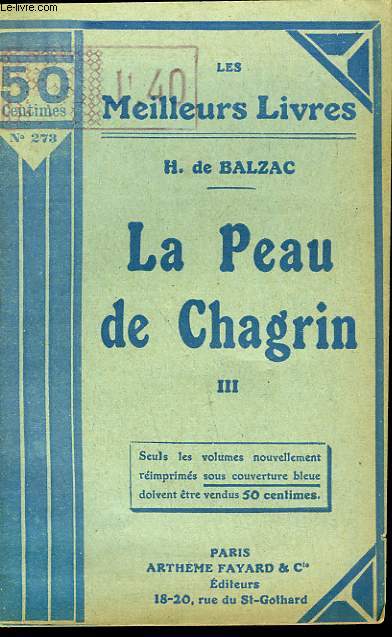 Le-livre.com
50
Centimes
1f 40
Nº 273
LES
Meilleurs Livres
H. de BALZAC
La Peau
de Chagrin
III
Seuls les volumes nouvellement
réimprimés sous couverture bleue
doivent être vendus 50 centimes.
PARIS
ARTHÈME FAYARD & Cie
Éditeurs
18-20, rue du St-Gothard